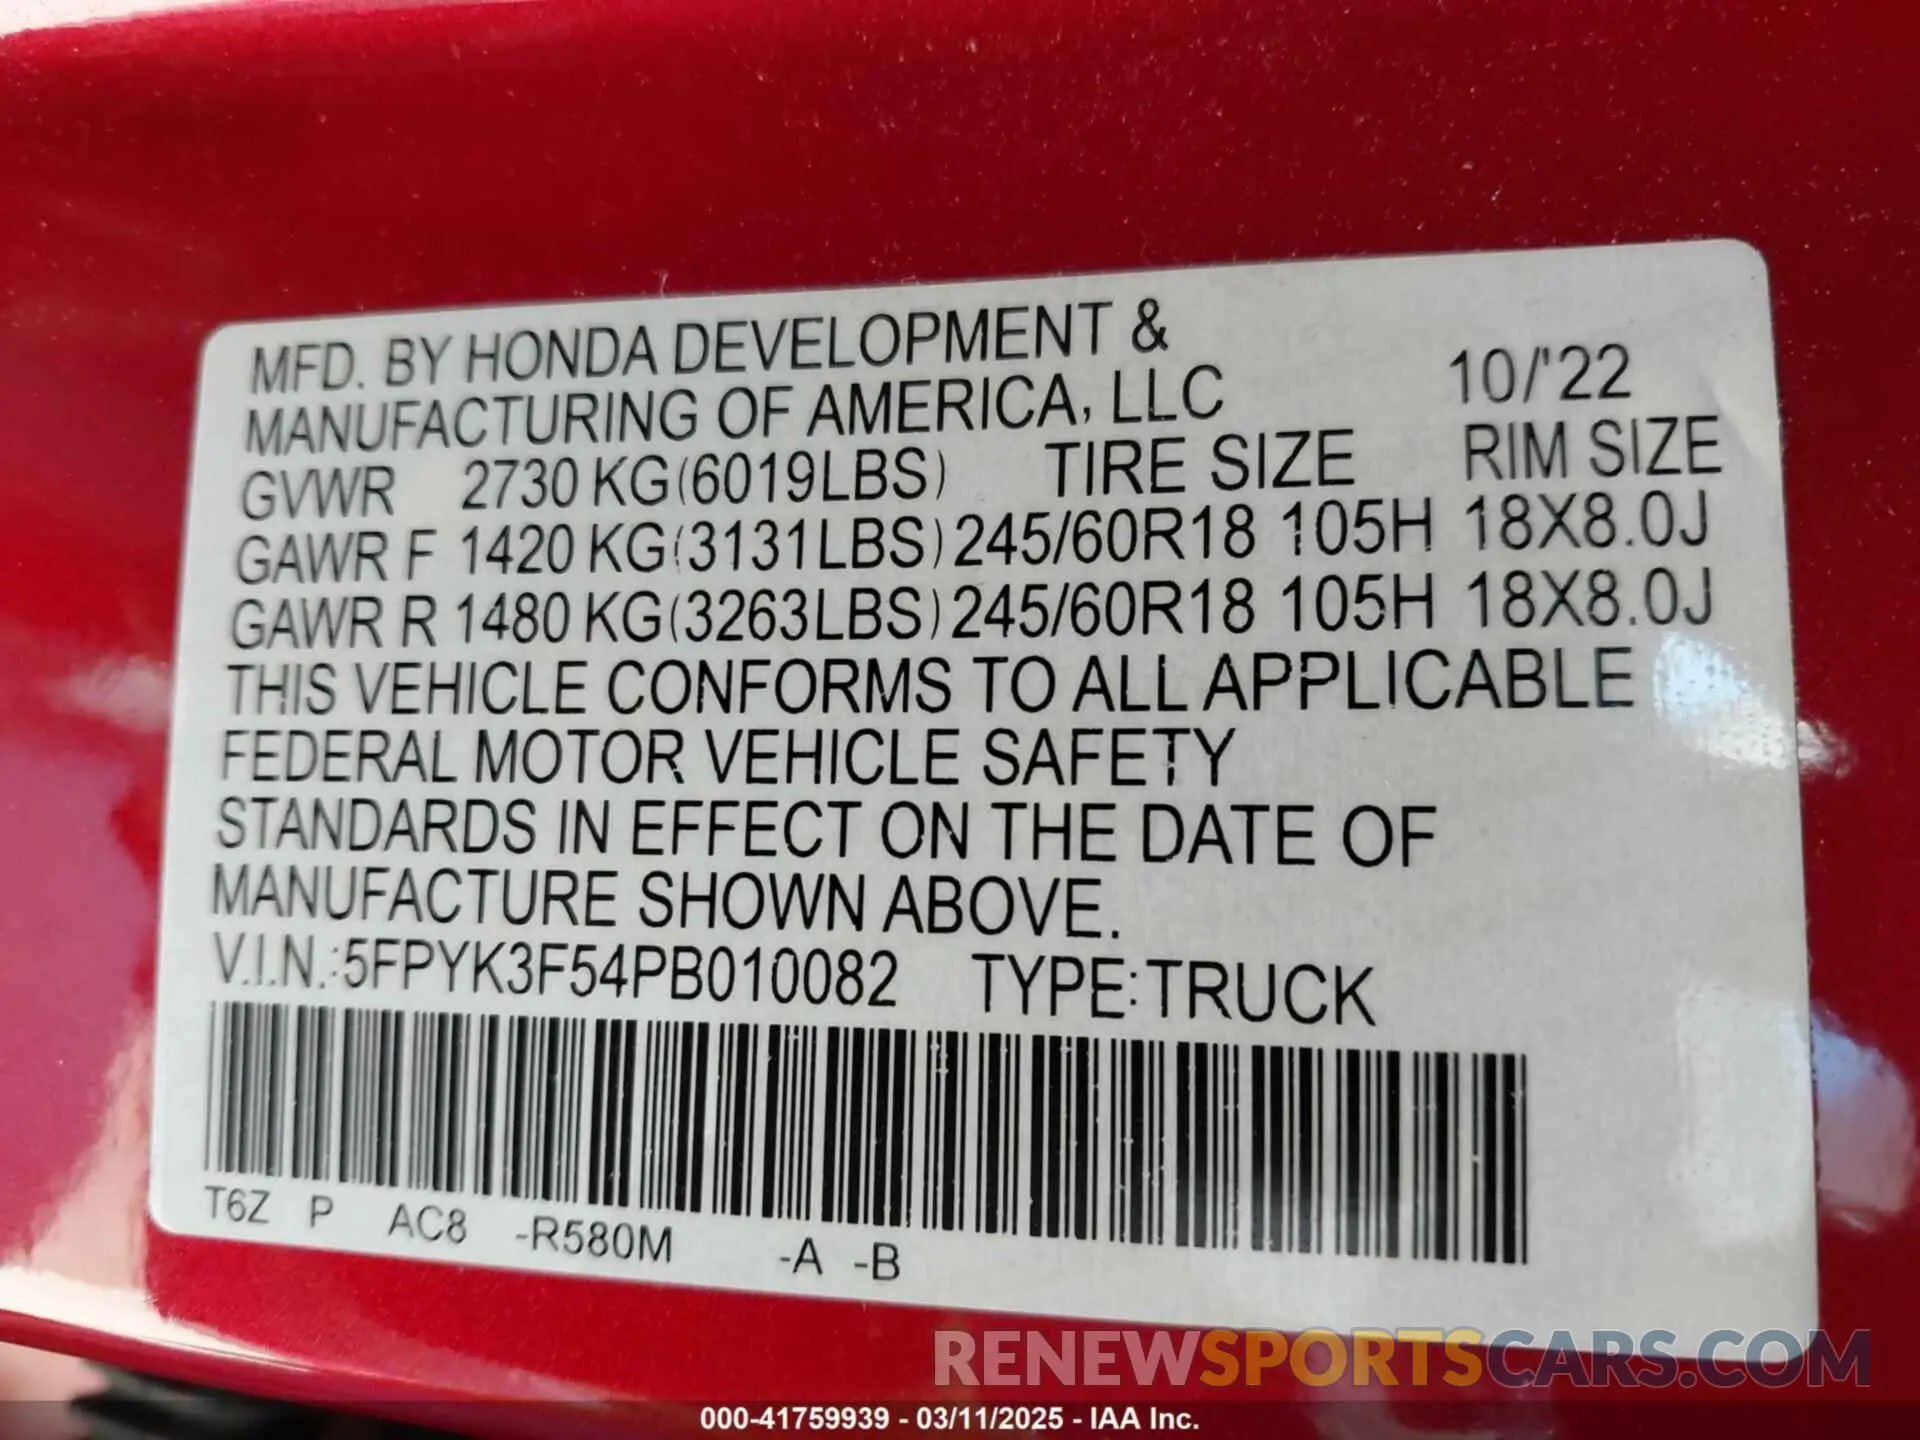 MFD. BY HONDA DEVELOPMENT &
MANUFACTURING OF AMERICA, LLC 10/'22
GVWR 2730 KG(6019LBS) TIRE SIZE RIM SIZE
GAWR F 1420 KG(3131LBS) 245/60R18 105H 18X8.0J
GAWR R 1480 KG(3263LBS) 245/60R18 105H 18X8.0J
THIS VEHICLE CONFORMS TO ALL APPLICABLE
FEDERAL MOTOR VEHICLE SAFETY
STANDARDS IN EFFECT ON THE DATE OF
MANUFACTURE SHOWN ABOVE.
V.I.N.:5FPYK3F54PB010082 TYPE:TRUCK
T6Z P AC8 -R580M -A -B
RENEWSPORTSCARS.COM
000-41759939 - 03/11/2025 - IAA Inc.